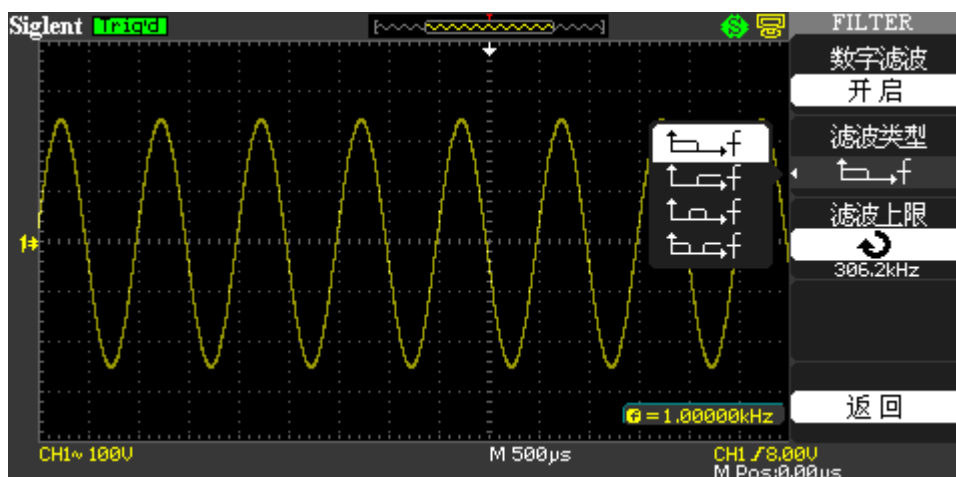 Siglent Trig'd
FILTER
数字滤波
开启
滤波类型
f
f
f
f
f
滤波上限
306.2kHz
返回
1
f=1.00000kHz
CH1~ 100V
M 500μs
CH1 /8.00V
M Pos:0.00μs